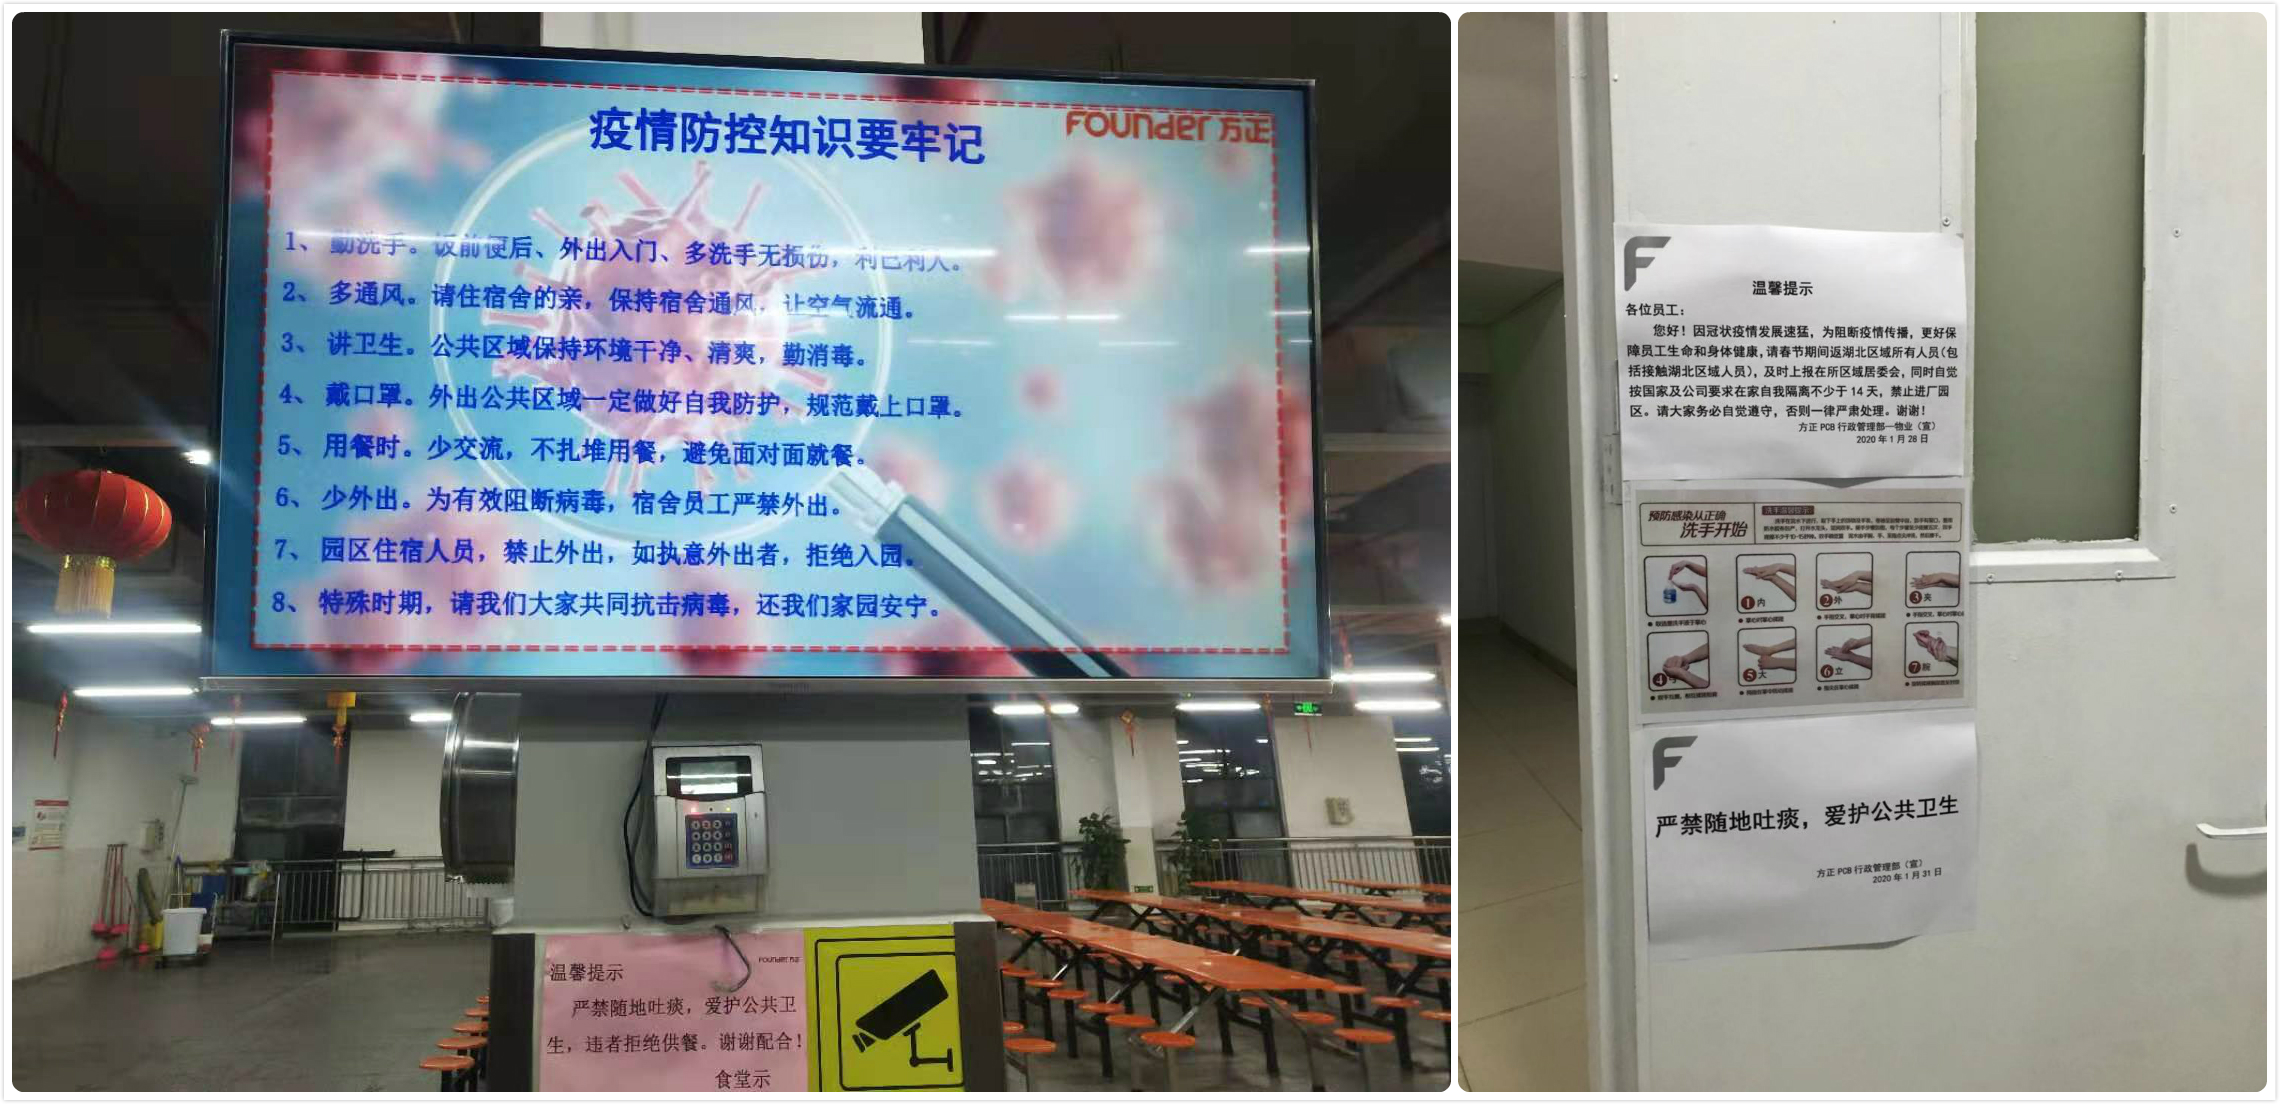 疫情防控知识要牢记
Founder 方正
1、 勤洗手。饭前便后、外出入门、多洗手无损伤，利己利人。
2、 多通风。请住宿舍的亲，保持宿舍通风，让空气流通。
3、 讲卫生。公共区域保持环境干净、清爽，勤消毒。
4、 戴口罩。外出公共区域一定做好自我防护，规范戴上口罩。
5、 用餐时。少交流，不扎堆用餐，避免面对面就餐。
6、 少外出。为有效阻断病毒，宿舍员工严禁外出。
7、 园区住宿人员，禁止外出，如执意外出者，拒绝入园。
8、 特殊时期，请我们大家共同抗击病毒，还我们家园安宁。
Founder 方正
温馨提示
严禁随地吐痰，爱护公共卫
生，违者拒绝供餐。谢谢配合！
食堂示
温馨提示
各位员工：
您好！因冠状疫情发展速猛，为阻断疫情传播，更好保
障员工生命和身体健康，请春节期间返湖北区域所有人员（包
括接触湖北区域人员），及时上报在所区域居委会，同时自觉
按国家及公司要求在家自我隔离不少于 14 天，禁止进厂园
区。请大家务必自觉遵守，否则一律严肃处理。谢谢！
方正 PCB 行政管理部—物业（宣）
2020 年 1 月 28 日
预防感染从正确
洗手开始
1 内
2 外
3 夹
4
5 大
6 立
7 腕
严禁随地吐痰，爱护公共卫生
方正 PCB 行政管理部（宣）
2020 年 1 月 31 日